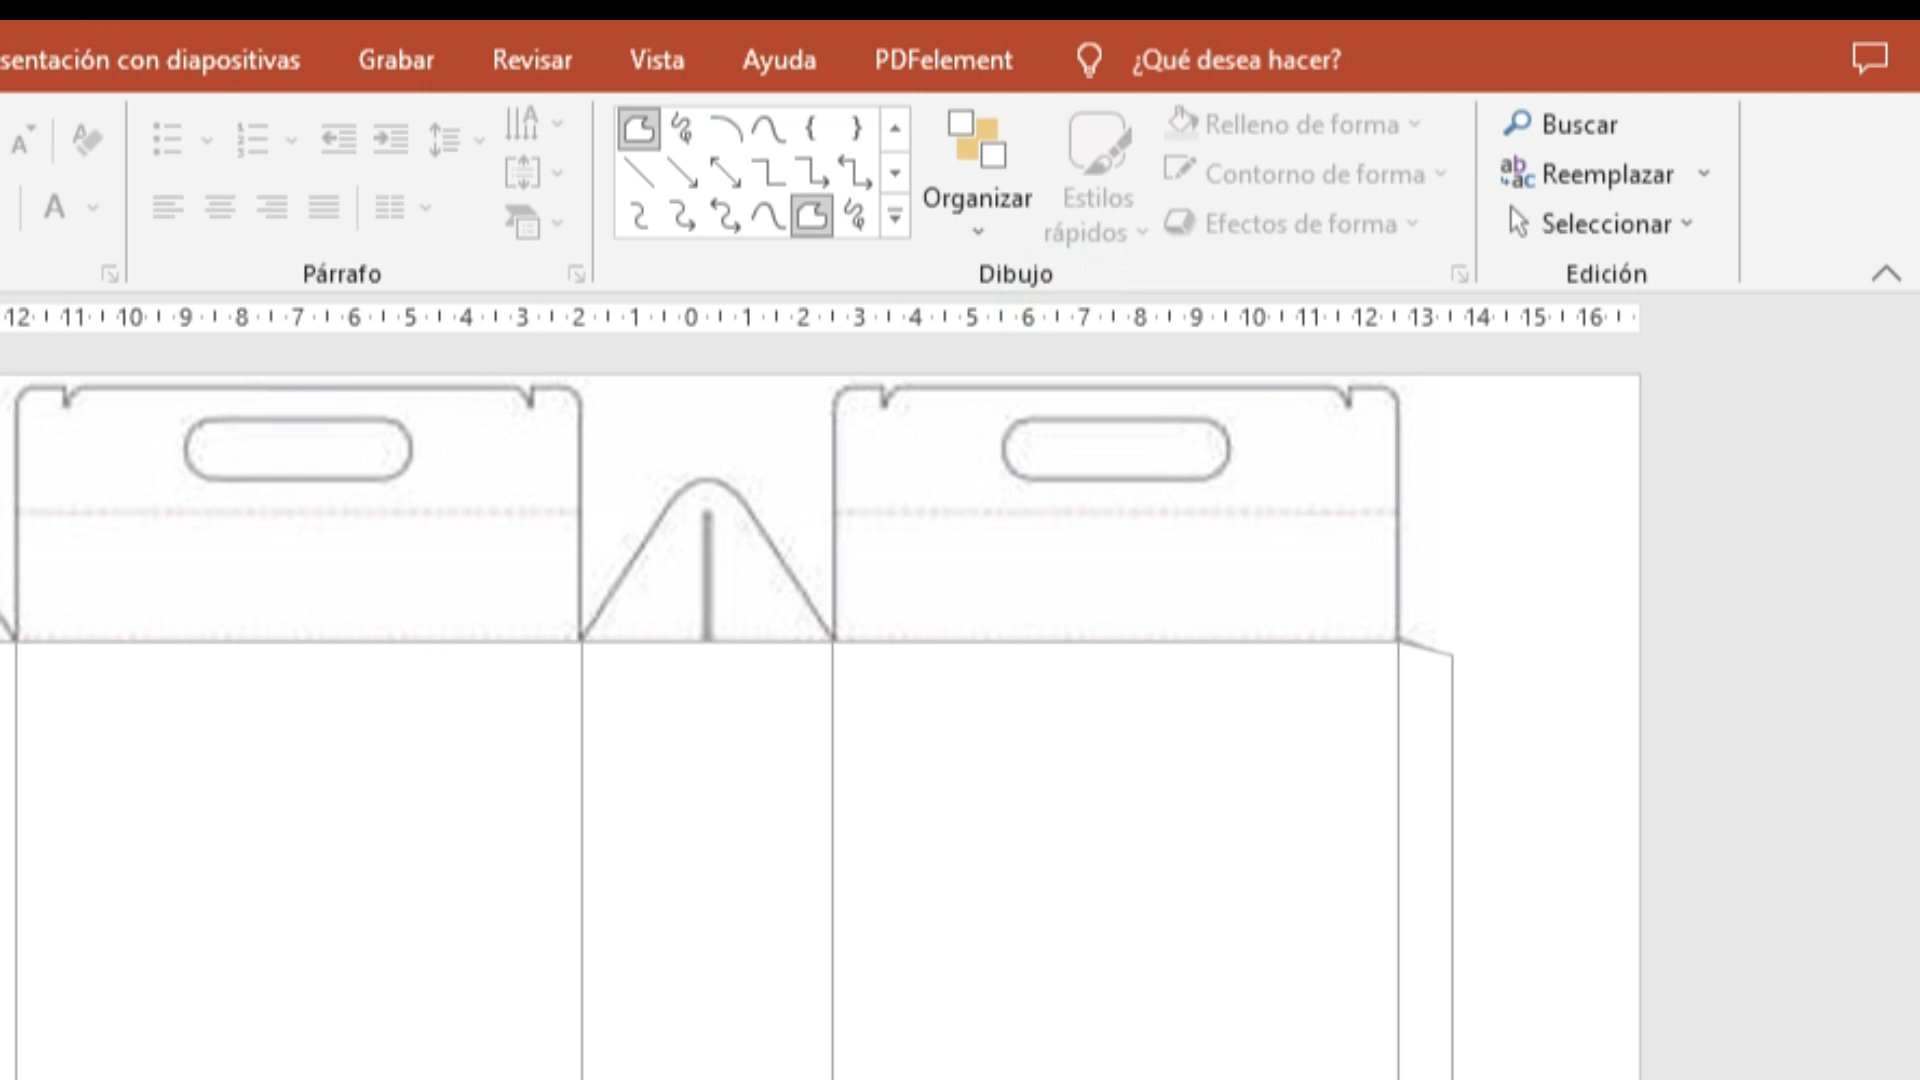 sentación con diapositivas Grabar Revisar Vista Ayuda PDFelement ¿Qué desea hacer?
Organizar
Estilos rápidos
Relleno de forma
Contorno de forma
Efectos de forma
Buscar
Reemplazar
Seleccionar
Párrafo Dibujo Edición
12 11 10 9 8 7 6 5 4 3 2 1 0 1 2 3 4 5 6 7 8 9 10 11 12 13 14 15 16